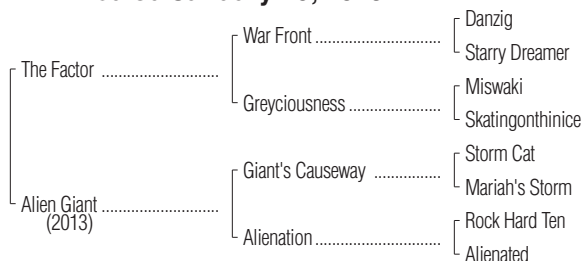 The Factor
War Front
Danzig
Starry Dreamer
Greyciousness
Miswaki
Skatingonthinice
Alien Giant
(2013)
Giant's Causeway
Storm Cat
Mariah's Storm
Alienation
Rock Hard Ten
Alienated